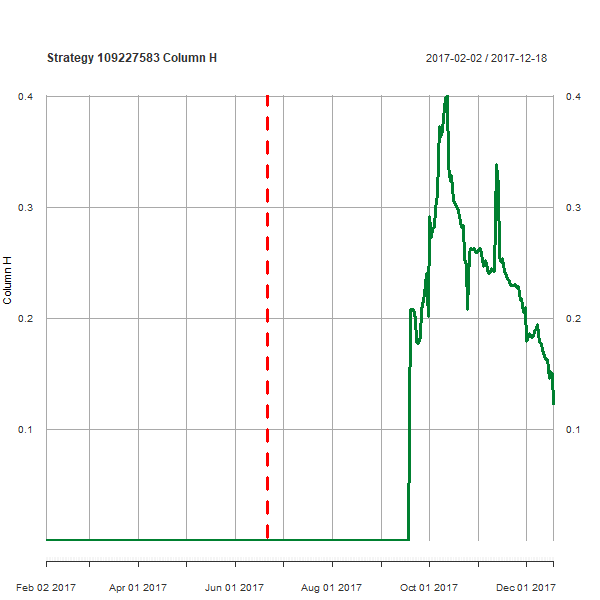 Strategy 109227583 Column H
2017-02-02 / 2017-12-18
0.4
0.4
0.3
0.3
0.2
0.2
0.1
0.1
Column H
Feb 02 2017
Apr 01 2017
Jun 01 2017
Aug 01 2017
Oct 01 2017
Dec 01 2017